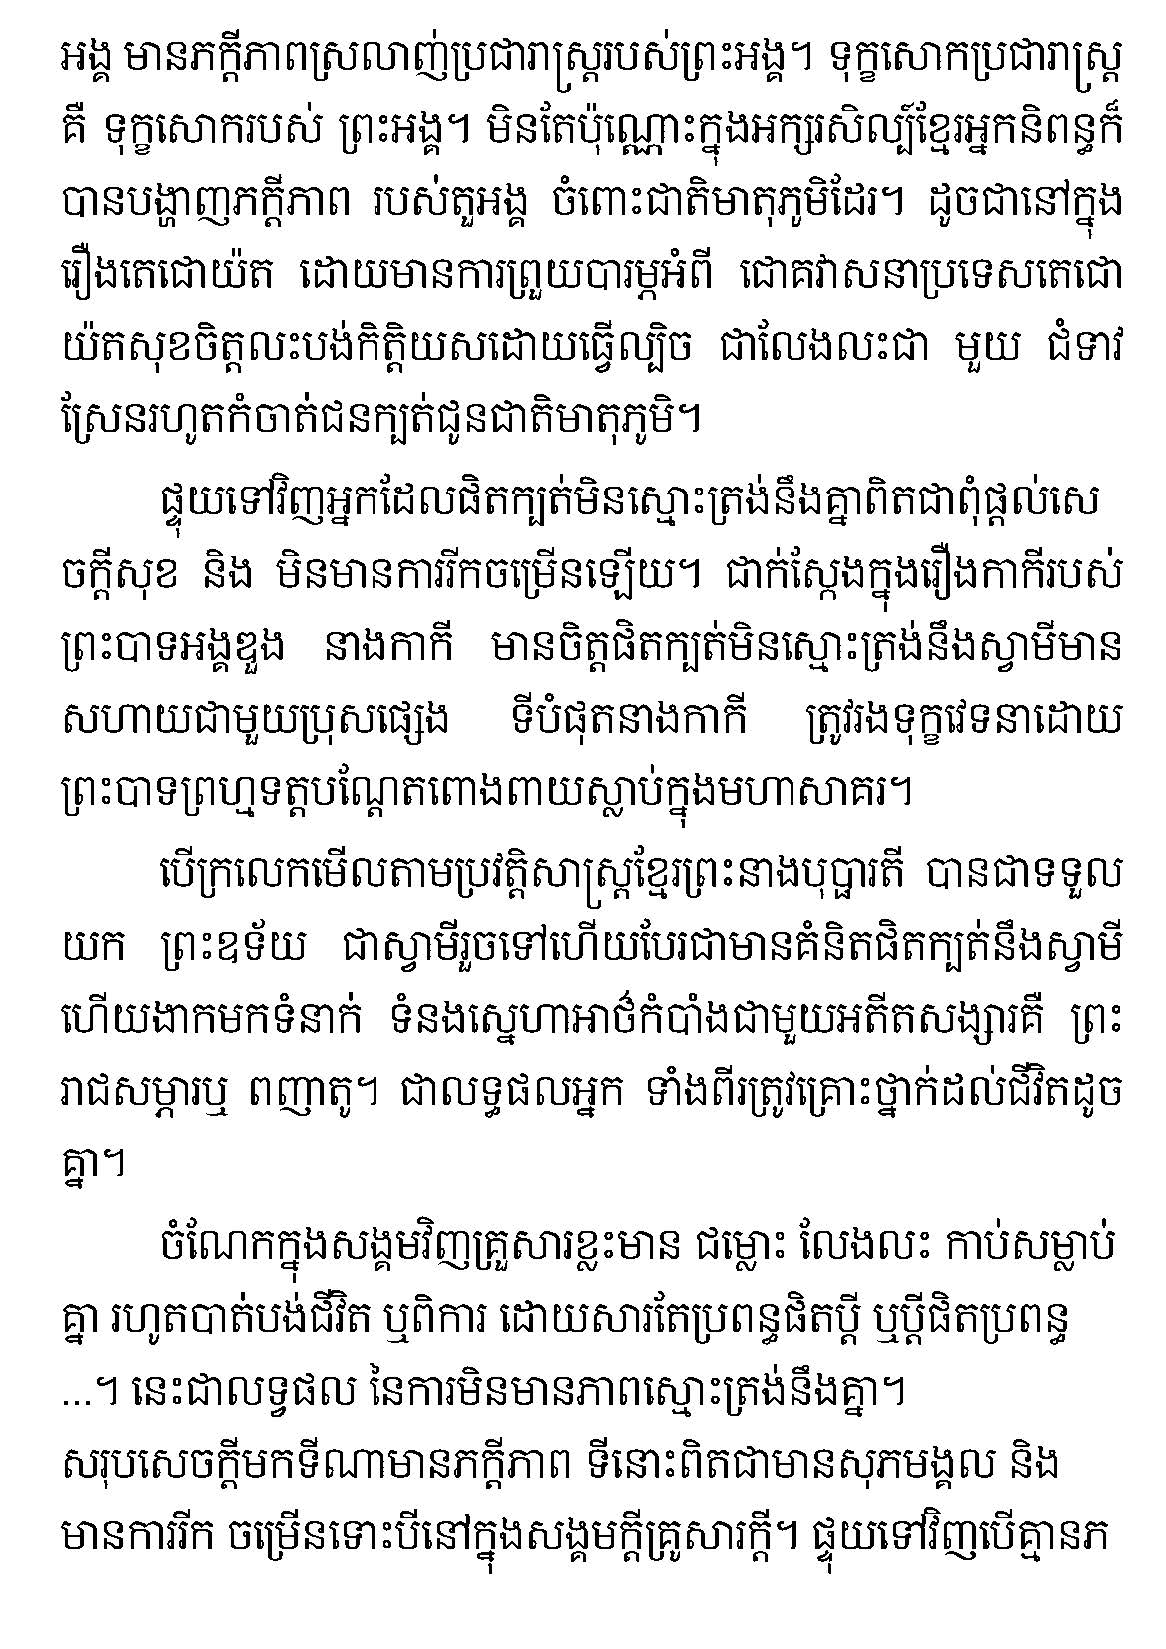 អង្គ មានភក្តីភាពស្រលាញ់ប្រជារាស្ត្ររបស់ព្រះអង្គ។ ទុក្ខសោកប្រជារាស្ត្រ
គឺ ទុក្ខសោករបស់ ព្រះអង្គ។ មិនតែប៉ុណ្ណោះក្នុងអក្សរសិល្ប៍ខ្មែរអ្នកនិពន្ធក៏
បានបង្ហាញភក្តីភាព របស់តួអង្គ ចំពោះជាតិមាតុភូមិដែរ។ ដូចជានៅក្នុង
រឿងតេជោយ៉ត ដោយមានការព្រួយបារម្ភអំពី ជោគវាសនាប្រទេសតេជោ
យ៉តសុខចិត្តលះបង់កិត្តិយសដោយធ្វើល្បិច ជាលែងលះជា មួយ ជំទាវ
ស្រែនរហូតកំចាត់ជនក្បត់ជូនជាតិមាតុភូមិ។
ផ្ទុយទៅវិញអ្នកដែលផិតក្បត់មិនស្មោះត្រង់នឹងគ្នាពិតជាពុំផ្តល់សេ
ចក្តីសុខ និង មិនមានការរីកចម្រើនឡើយ។ ជាក់ស្តែងក្នុងរឿងកាកីរបស់
ព្រះបាទអង្គឌួង នាងកាកី មានចិត្តផិតក្បត់មិនស្មោះត្រង់នឹងស្វាមីមាន
សហាយជាមួយប្រុសផ្សេង ទីបំផុតនាងកាកី ត្រូវរងទុក្ខវេទនាដោយ
ព្រះបាទព្រហ្មទត្តបណ្តែតពោងពាយស្លាប់ក្នុងមហាសាគរ។
បើក្រលេកមើលតាមប្រវត្តិសាស្ត្រខ្មែរព្រះនាងបុប្ផារតី បានជាទទួល
យក ព្រះឧទ័យ ជាស្វាមីរួចទៅហើយបែរជាមានគំនិតផិតក្បត់នឹងស្វាមី
ហើយងាកមកទំនាក់ ទំនងស្នេហាអាថ៌កំបាំងជាមួយអតីតសង្សារគឺ ព្រះ
រាជសម្ភារឬ ពញាតូ។ ជាលទ្ធផលអ្នក ទាំងពីរត្រូវគ្រោះថ្នាក់ដល់ជីវិតដូច
គ្នា។
ចំណែកក្នុងសង្គមវិញគ្រួសារខ្លះមាន ជម្លោះ លែងលះ កាប់សម្លាប់
គ្នា រហូតបាត់បង់ជីវិត ឬពិការ ដោយសារតែប្រពន្ធផិតប្តី ឬប្តីផិតប្រពន្ធ
...។ នេះជាលទ្ធផល នៃការមិនមានភាពស្មោះត្រង់នឹងគ្នា។
សរុបសេចក្តីមកទីណាមានភក្តីភាព ទីនោះពិតជាមានសុភមង្គល និង
មានការរីក ចម្រើនទោះបីនៅក្នុងសង្គមក្តីគ្រួសារក្តី។ ផ្ទុយទៅវិញបើគ្មានភ